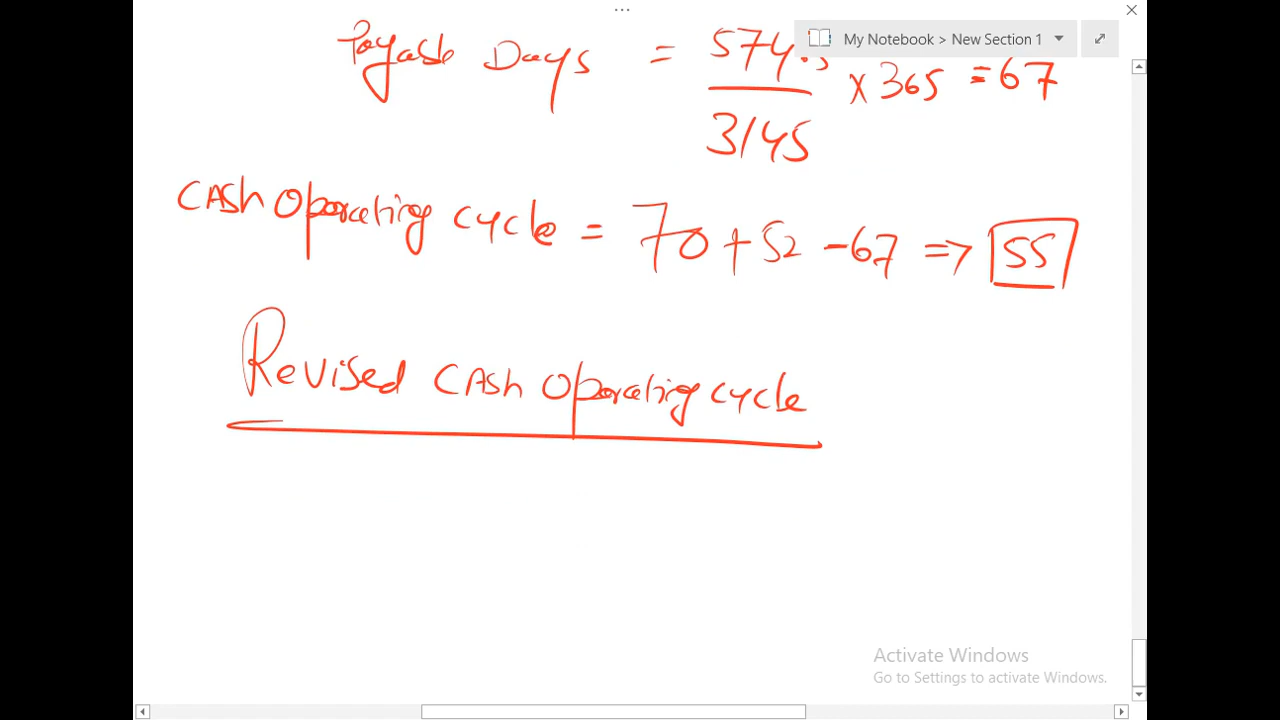 My Notebook > New Section 1
Payable Days = 574.5 / 3145 x 365 = 67
CASh Operating cycle = 70 + 52 - 67 => 55
Revised CASh Operating cycle
Activate Windows
Go to Settings to activate Windows.